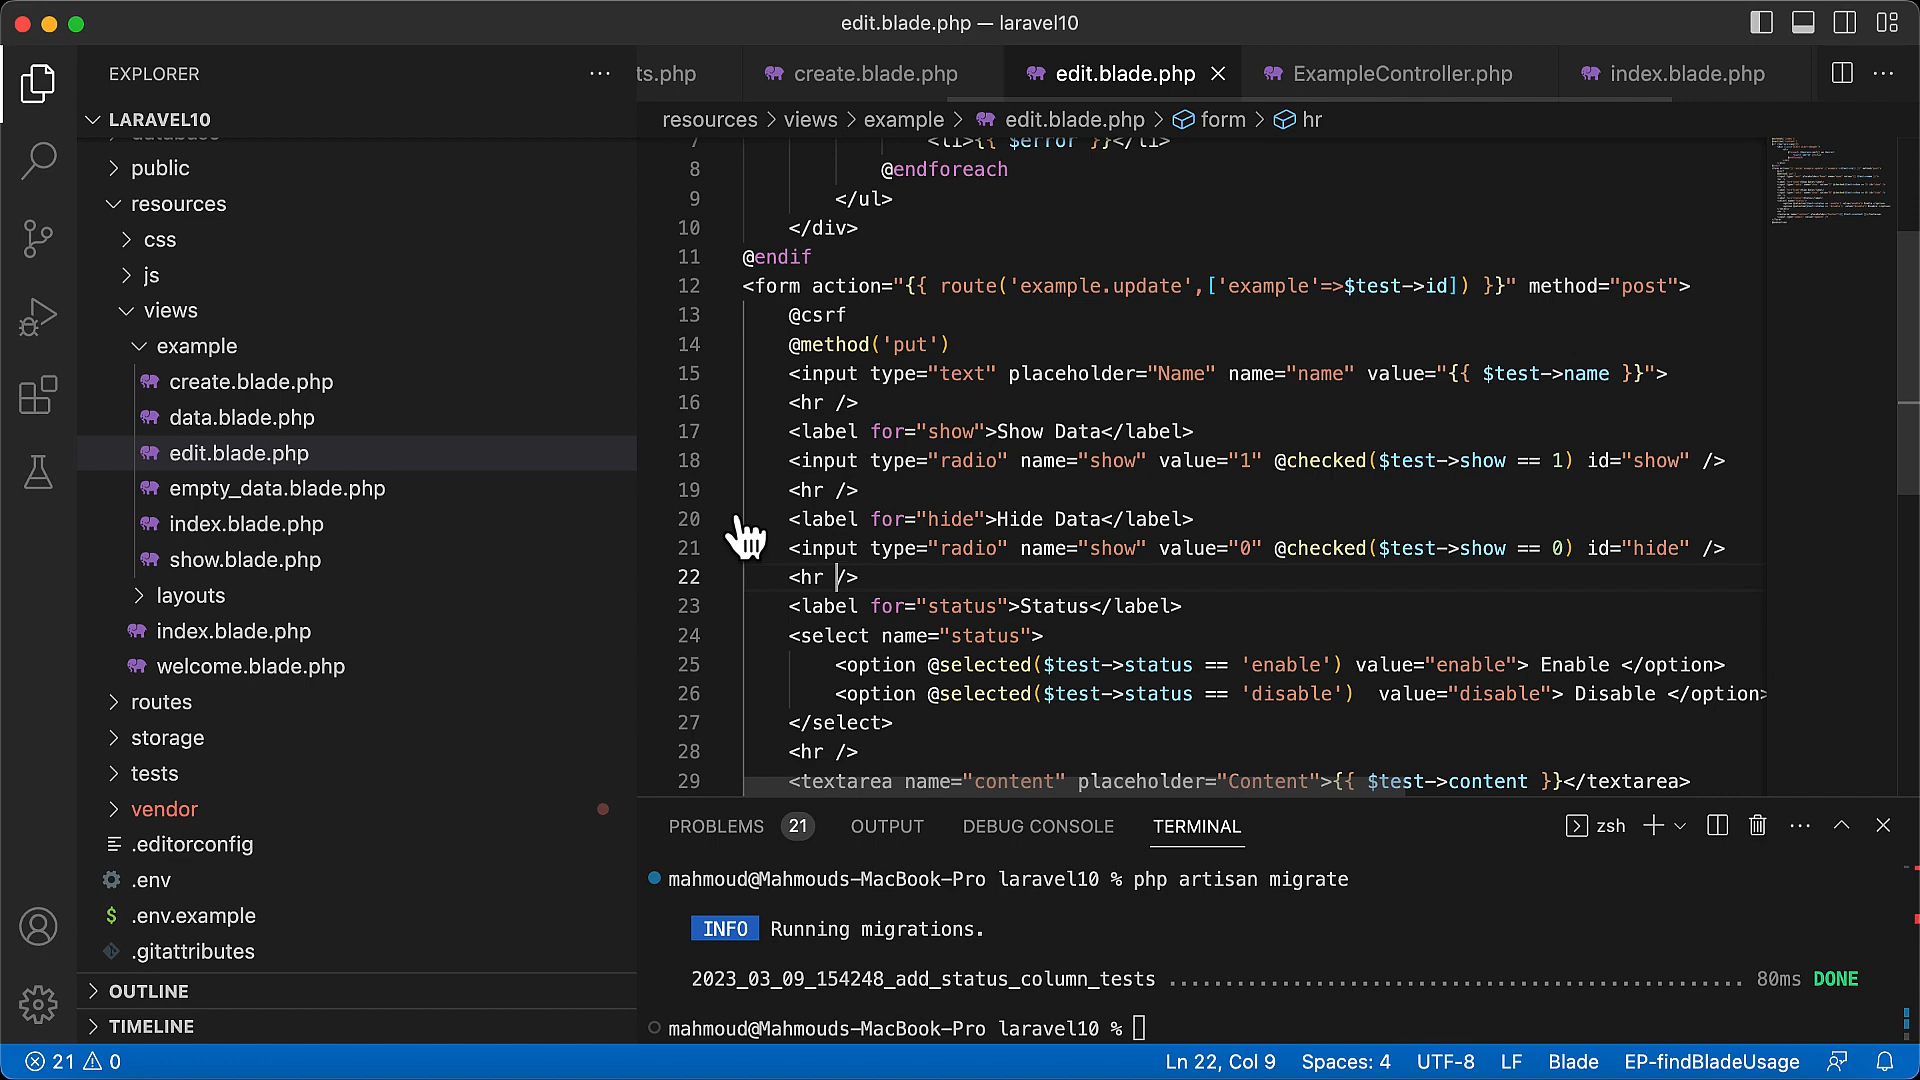 edit.blade.php — laravel10
EXPLORER
LARAVEL10
database
public
resources
css
js
views
example
create.blade.php
data.blade.php
edit.blade.php
empty_data.blade.php
index.blade.php
show.blade.php
layouts
index.blade.php
welcome.blade.php
routes
storage
tests
vendor
.editorconfig
.env
.env.example
.gitattributes
OUTLINE
TIMELINE
ts.php create.blade.php edit.blade.php ExampleController.php index.blade.php
resources > views > example > edit.blade.php > form > hr
7 <li>{{ $error }}</li>
8 @endforeach
9 </ul>
10 </div>
11 @endif
12 <form action="{{ route('example.update',['example'=>$test->id]) }}" method="post">
13 @csrf
14 @method('put')
15 <input type="text" placeholder="Name" name="name" value="{{ $test->name }}">
16 <hr />
17 <label for="show">Show Data</label>
18 <input type="radio" name="show" value="1" @checked($test->show == 1) id="show" />
19 <hr />
20 <label for="hide">Hide Data</label>
21 <input type="radio" name="show" value="0" @checked($test->show == 0) id="hide" />
22 <hr />
23 <label for="status">Status</label>
24 <select name="status">
25 <option @selected($test->status == 'enable') value="enable"> Enable </option>
26 <option @selected($test->status == 'disable')  value="disable"> Disable </option>
27 </select>
28 <hr />
29 <textarea name="content" placeholder="Content">{{ $test->content }}</textarea>
PROBLEMS 21 OUTPUT DEBUG CONSOLE TERMINAL zsh
mahmoud@Mahmouds-MacBook-Pro laravel10 % php artisan migrate
INFO Running migrations.
2023_03_09_154248_add_status_column_tests .................................................. 80ms DONE
mahmoud@Mahmouds-MacBook-Pro laravel10 %
21 0 Ln 22, Col 9 Spaces: 4 UTF-8 LF Blade EP-findBladeUsage